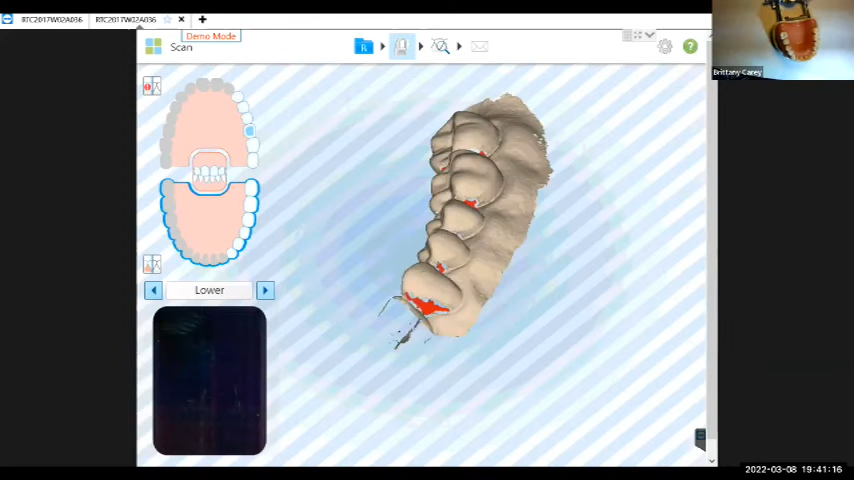 RTC2017W02A036
RTC2017W02A036
Demo Mode
Scan
R
?
Lower
Brittany Carey
2022-03-08 19:41:16